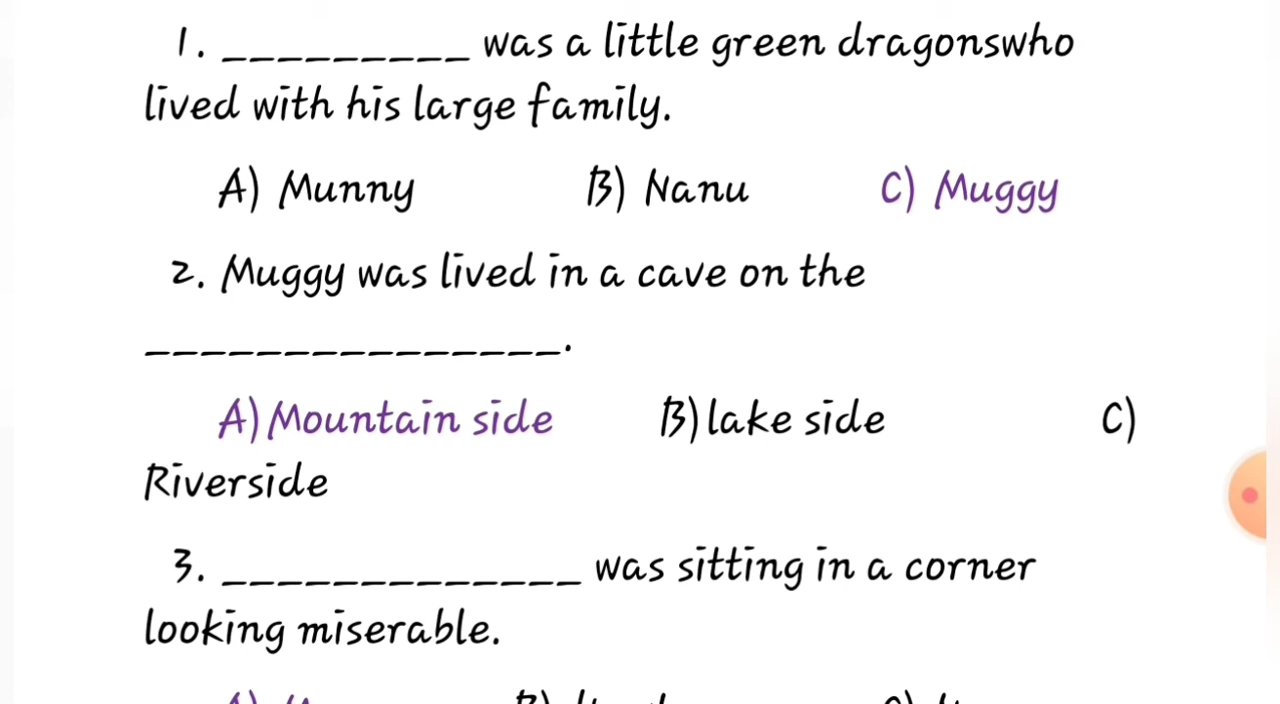 1. _________ was a little green dragonswho
lived with his large family.
A) Munny B) Nanu C) Muggy
2. Muggy was lived in a cave on the
_______________.
A) Mountain side B) lake side C)
Riverside
3. _____________ was sitting in a corner
looking miserable.
A) B) C)